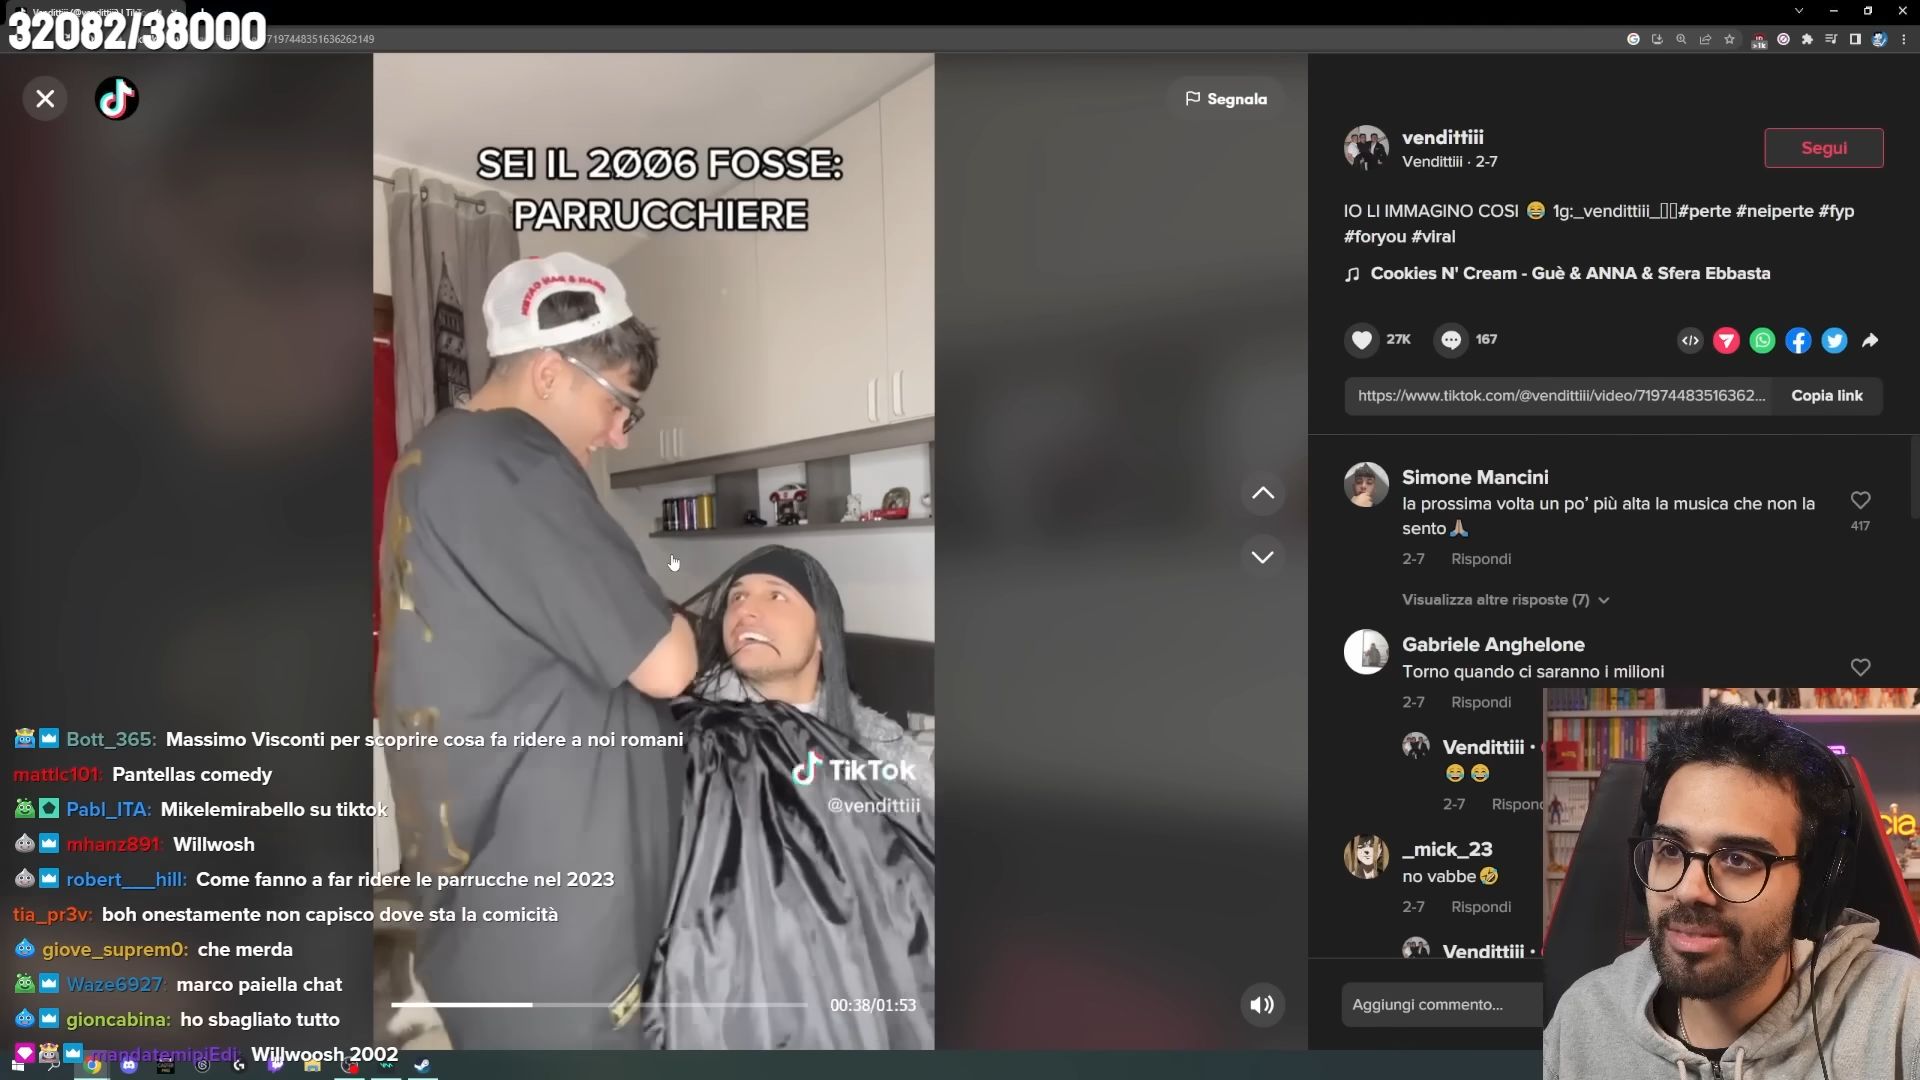 32082/38000
7197448351636262149
Segnala
SEI IL 2ØØ6 FOSSE:
PARRUCCHIERE
TikTok
@vendittiii
00:38/01:53
vendittiii
Vendittiii · 2-7
Segui
IO LI IMMAGINO COSI 😂 1g:_vendittiii_▯▯#perte #neiperte #fyp
#foryou #viral
Cookies N' Cream - Guè & ANNA & Sfera Ebbasta
27K
167
https://www.tiktok.com/@vendittiii/video/71974483516362...
Copia link
Simone Mancini
la prossima volta un po’ più alta la musica che non la
sento🙏🏽
417
2-7 Rispondi
Visualizza altre risposte (7)
Gabriele Anghelone
Torno quando ci saranno i milioni
2-7 Rispondi
Vendittiii ·
😂 😂
2-7 Rispon
_mick_23
no vabbe🤣
2-7 Rispondi
Vendittiii ·
Aggiungi commento...
Bott_365: Massimo Visconti per scoprire cosa fa ridere a noi romani
mattic101: Pantellas comedy
Pabl_ITA: Mikelemirabello su tiktok
mhanz891: Willwosh
robert___hill: Come fanno a far ridere le parrucche nel 2023
tia_pr3v: boh onestamente non capisco dove sta la comicità
giove_suprem0: che merda
Waze6927: marco paiella chat
gioncabina: ho sbagliato tutto
mandatemipiEdi: Willwoosh 2002